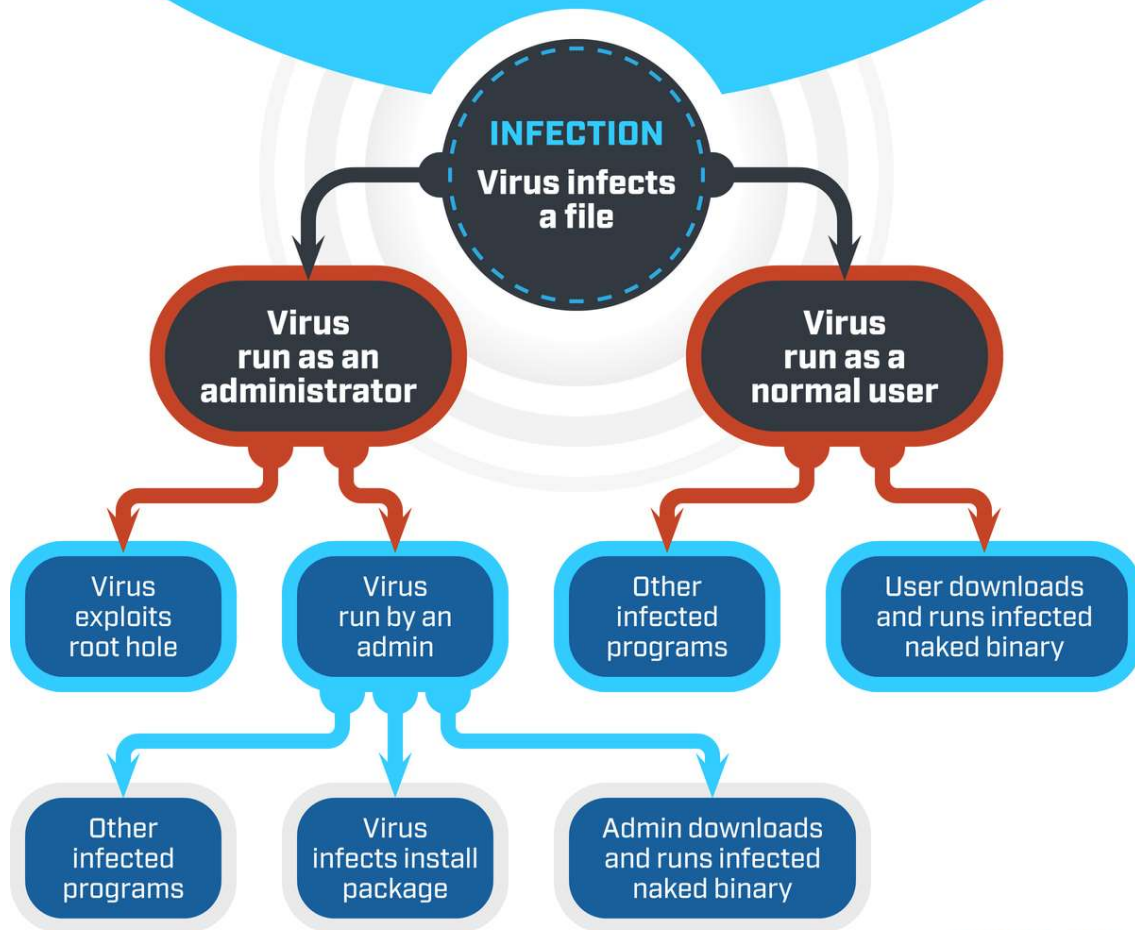 INFECTION
Virus infects
a file
Virus
run as an
administrator
Virus
run as a
normal user
Virus
exploits
root hole
Virus
run by an
admin
Other
infected
programs
User downloads
and runs infected
naked binary
Other
infected
programs
Virus
infects install
package
Admin downloads
and runs infected
naked binary